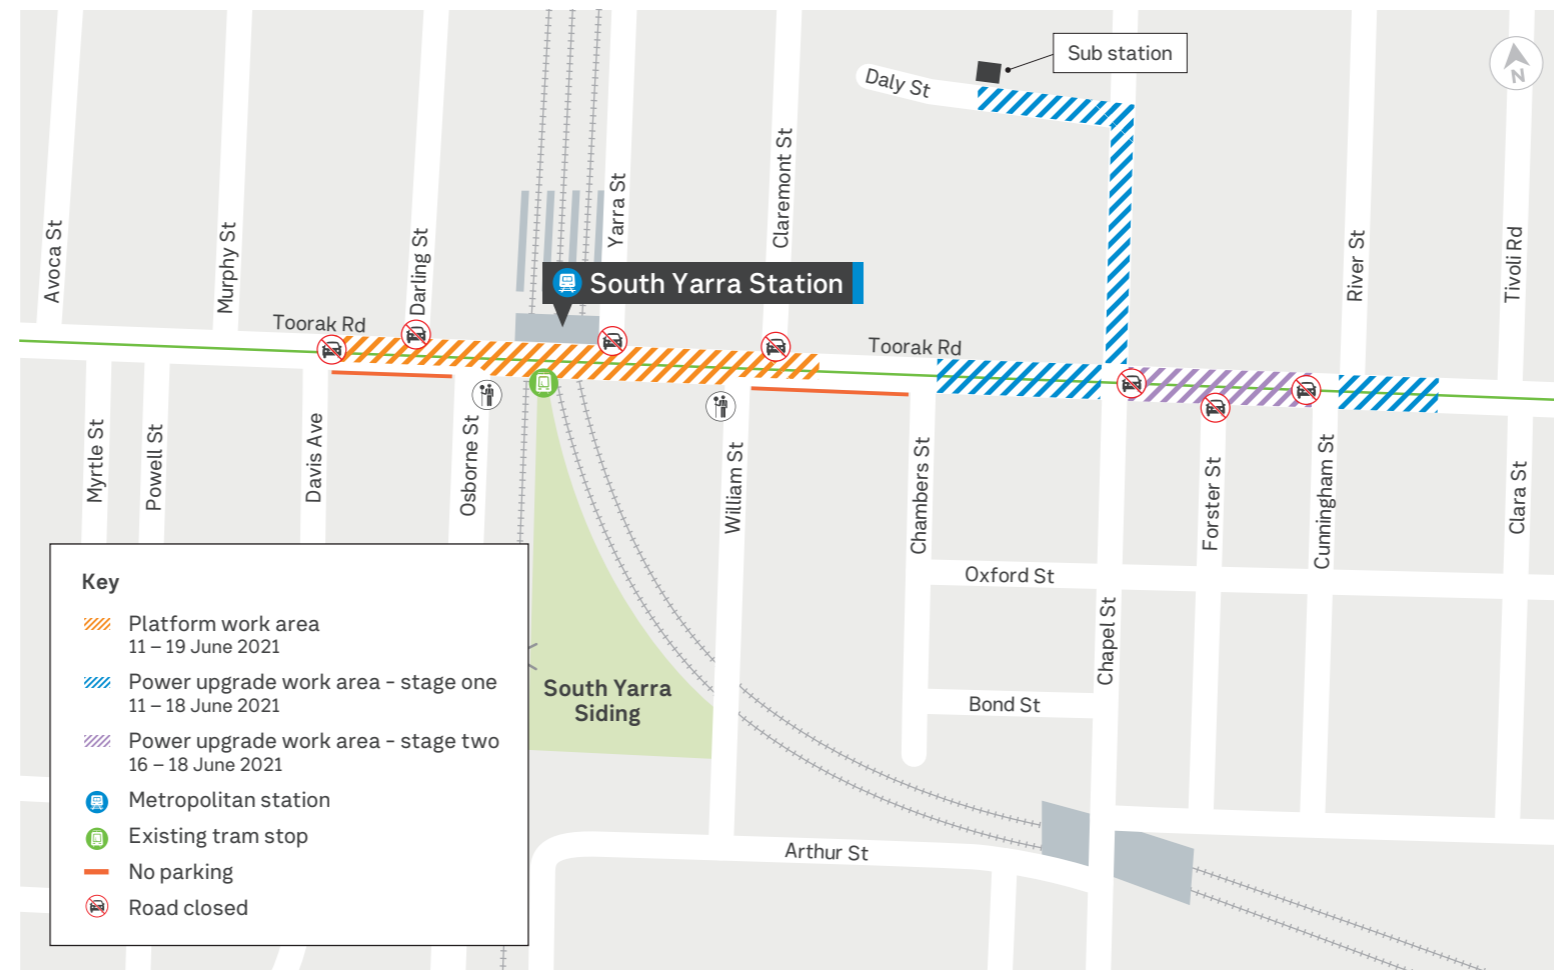 Sub station
N
Daly St
Avoca St
Murphy St
Darling St
Yarra St
Claremont St
River St
Tivoli Rd
South Yarra Station
Toorak Rd
Toorak Rd
Myrtle St
Powell St
Davis Ave
Osborne St
William St
Chambers St
Forster St
Cunningham St
Clara St
Oxford St
Chapel St
Bond St
South Yarra
Siding
Arthur St
Key
Platform work area
11 – 19 June 2021
Power upgrade work area - stage one
11 – 18 June 2021
Power upgrade work area - stage two
16 – 18 June 2021
Metropolitan station
Existing tram stop
No parking
Road closed